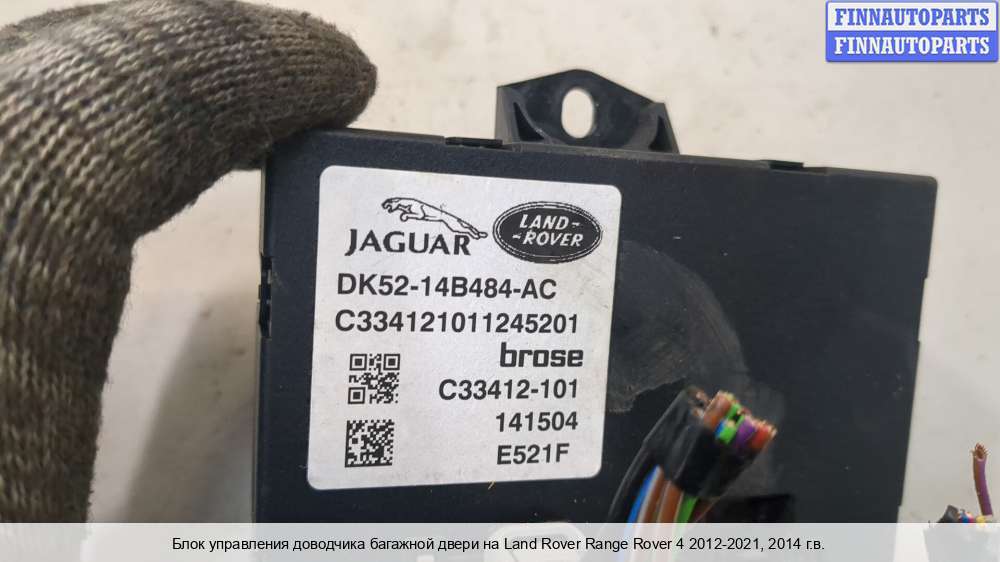 FINNAUTOPARTS
FINNAUTOPARTS
JAGUAR
LAND-
-ROVER
DK52-14B484-AC
C334121011245201
brose
C33412-101
141504
E521F
Блок управления доводчика багажной двери на Land Rover Range Rover 4 2012-2021, 2014 г.в.